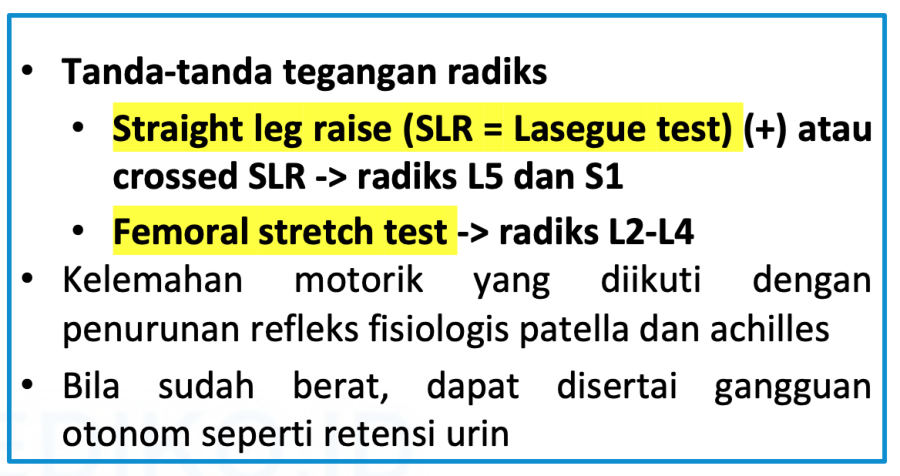 • Tanda-tanda tegangan radiks
• Straight leg raise (SLR = Lasegue test) (+) atau
crossed SLR -> radiks L5 dan S1
• Femoral stretch test -> radiks L2-L4
• Kelemahan motorik yang diikuti dengan
penurunan refleks fisiologis patella dan achilles
• Bila sudah berat, dapat disertai gangguan
otonom seperti retensi urin